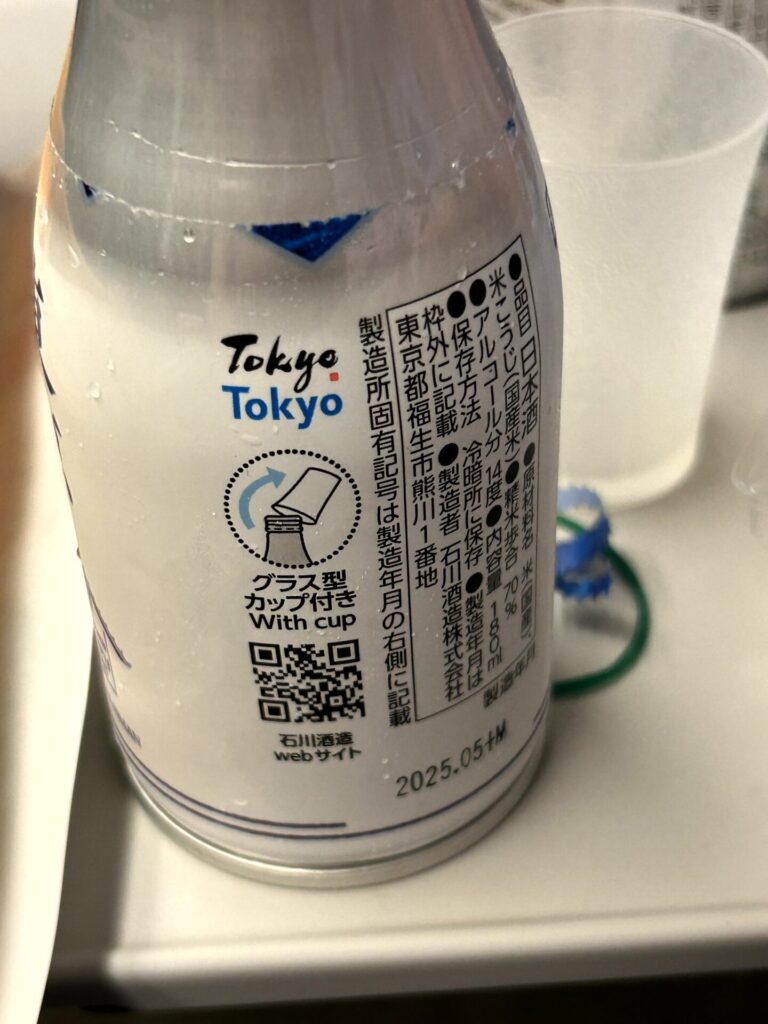 Tokyo
Tokyo
グラス型
カップ付き
With cup
石川酒造
webサイト
●品目 日本酒 ●原材料名 米(国産)、
米こうじ(国産米) ●精米歩合 70%
●アルコール分 14度 ●内容量 180ml
●保存方法 冷暗所に保存 ●製造年月は
枠外に記載 ●製造者 石川酒造株式会社
東京都福生市熊川1番地
製造所固有記号は製造年月の右側に記載
製造年月
2025.05+M